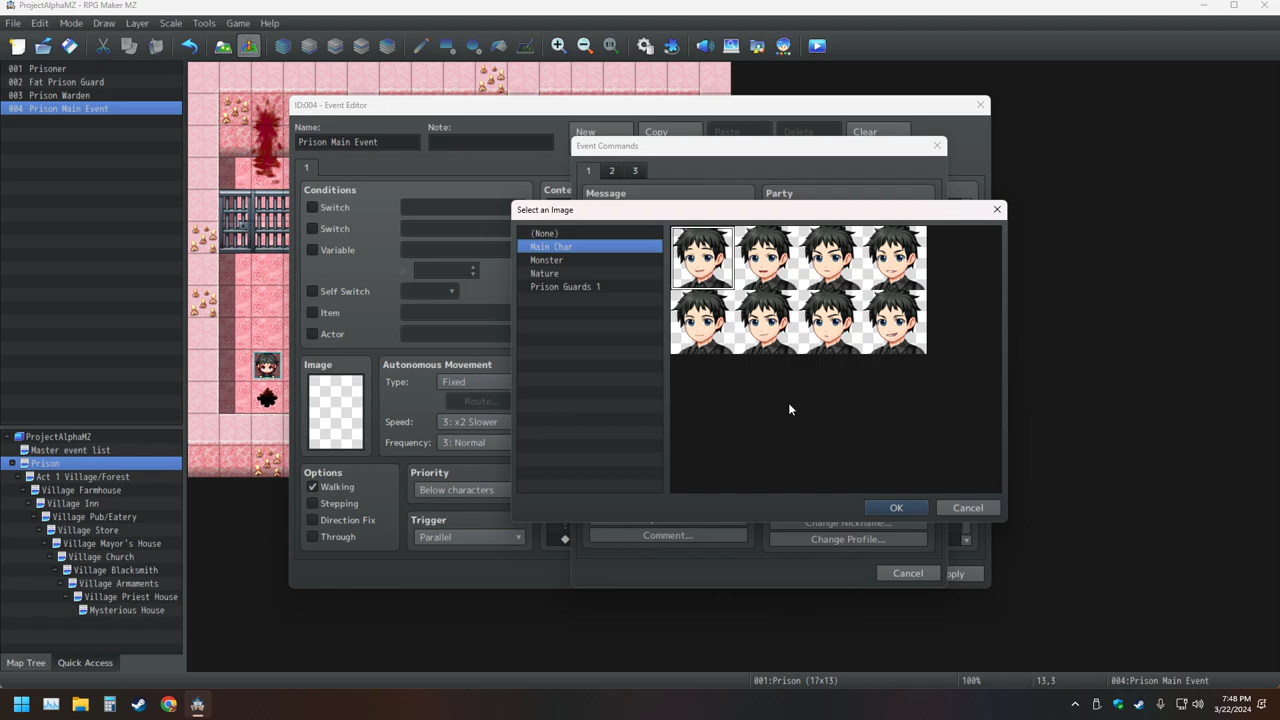 ProjectAlphaMZ - RPG Maker MZ
File Edit Mode Draw Layer Scale Tools Game Help
001 Prisoner
002 Fat Prison Guard
003 Prison Warden
004 Prison Main Event
ID:004 - Event Editor
Name: Note:
Prison Main Event
New Copy Paste Delete Clear
Event Commands
1
1 2 3
Conditions
Message Party
Switch
Switch
Variable
Self Switch
Item
Actor
Select an Image
(None)
Main Char
Monster
Nature
Prison Guards 1
Image Autonomous Movement
Type: Fixed
Route...
Speed: 3: x2 Slower
Frequency: 3: Normal
Options Priority
Walking Below characters
Stepping
Direction Fix Trigger
Through Parallel
OK Cancel
Change Nickname...
Comment... Change Profile...
Cancel
ProjectAlphaMZ
Master event list
Prison
Act 1 Village/Forest
Village Farmhouse
Village Inn
Village Pub/Eatery
Village Store
Village Mayor's House
Village Church
Village Blacksmith
Village Armaments
Village Priest House
Mysterious House
Map Tree Quick Access
001:Prison (17x13) 100% 13,3 004:Prison Main Event
7:48 PM
3/22/2024